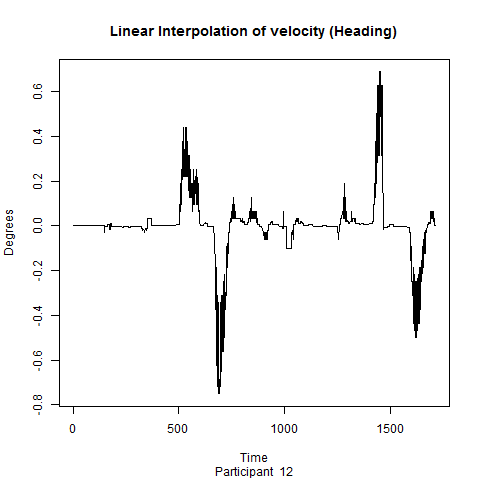 Linear Interpolation of velocity (Heading)
Degrees
0.6
0.4
0.2
0.0
-0.2
-0.4
-0.6
-0.8
0 500 1000 1500
Time
Participant 12